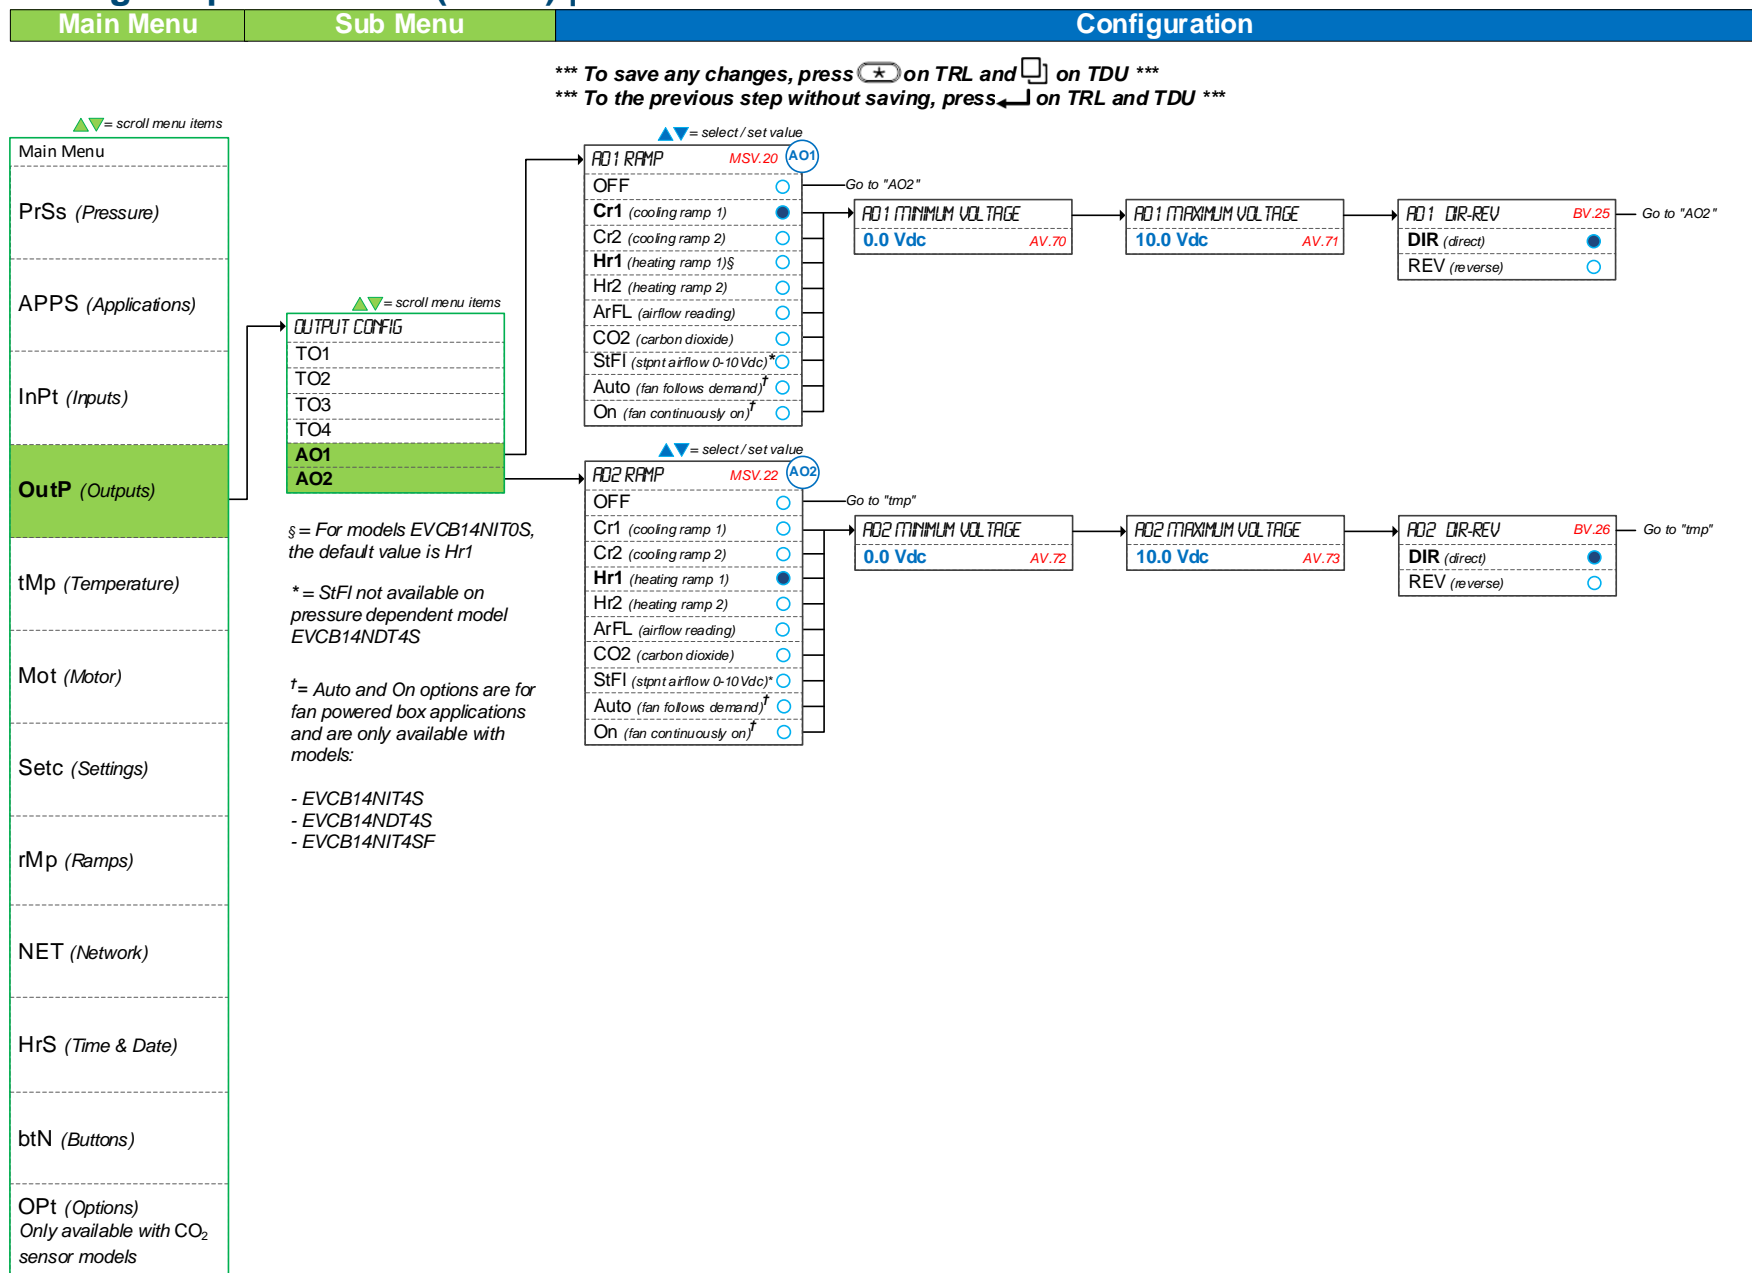 Main Menu
Sub Menu
Configuration
*** To save any changes, press on TRL and on TDU ***
*** To the previous step without saving, press on TRL and TDU ***
= scroll menu items
Main Menu
PrSs (Pressure)
APPS (Applications)
InPt (Inputs)
OutP (Outputs)
tMp (Temperature)
Mot (Motor)
Setc (Settings)
rMp (Ramps)
NET (Network)
HrS (Time & Date)
btN (Buttons)
OPt (Options)
Only available with CO2
sensor models
= scroll menu items
OUTPUT CONFIG
TO1
TO2
TO3
TO4
AO1
AO2
§ = For models EVCB14NIT0S,
the default value is Hr1
* = StFl not available on
pressure dependent model
EVCB14NDT4S
†= Auto and On options are for
fan powered box applications
and are only available with
models:
- EVCB14NIT4S
- EVCB14NDT4S
- EVCB14NIT4SF
= select / set value
AO1 RAMP MSV.20 AO1
OFF
Cr1 (cooling ramp 1)
Cr2 (cooling ramp 2)
Hr1 (heating ramp 1)§
Hr2 (heating ramp 2)
ArFL (airflow reading)
CO2 (carbon dioxide)
StFl (stpnt airflow 0-10Vdc)*
Auto (fan follows demand)†
On (fan continuously on)†
Go to "AO2"
AO1 MINIMUM VOLTAGE
0.0 Vdc AV.70
AO1 MAXIMUM VOLTAGE
10.0 Vdc AV.71
AO1 DIR-REV BV.25
DIR (direct)
REV (reverse)
Go to "AO2"
= select / set value
AO2 RAMP MSV.22 AO2
OFF
Cr1 (cooling ramp 1)
Cr2 (cooling ramp 2)
Hr1 (heating ramp 1)
Hr2 (heating ramp 2)
ArFL (airflow reading)
CO2 (carbon dioxide)
StFl (stpnt airflow 0-10Vdc)*
Auto (fan follows demand)†
On (fan continuously on)†
Go to "tmp"
AO2 MINIMUM VOLTAGE
0.0 Vdc AV.72
AO2 MAXIMUM VOLTAGE
10.0 Vdc AV.73
AO2 DIR-REV BV.26
DIR (direct)
REV (reverse)
Go to "tmp"